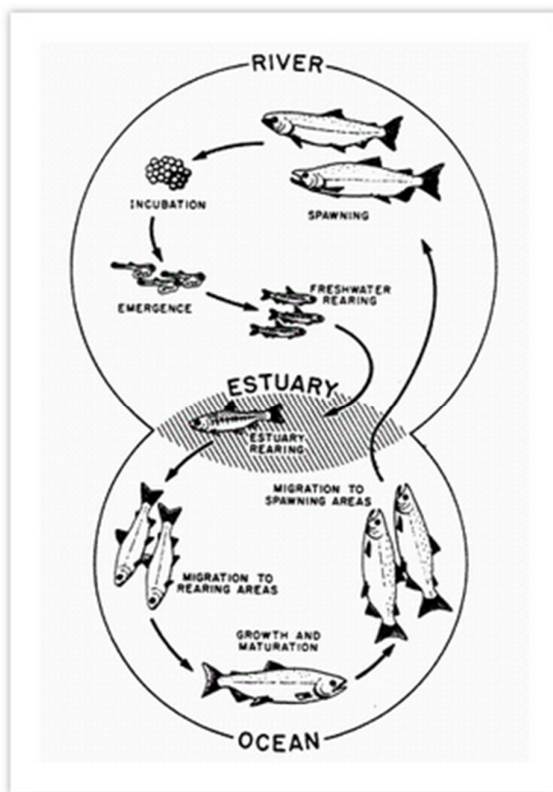 RIVER
SPAWNING
INCUBATION
EMERGENCE
FRESHWATER
REARING
ESTUARY
ESTUARY
REARING
MIGRATION TO
SPAWNING AREAS
MIGRATION TO
REARING AREAS
GROWTH AND
MATURATION
OCEAN